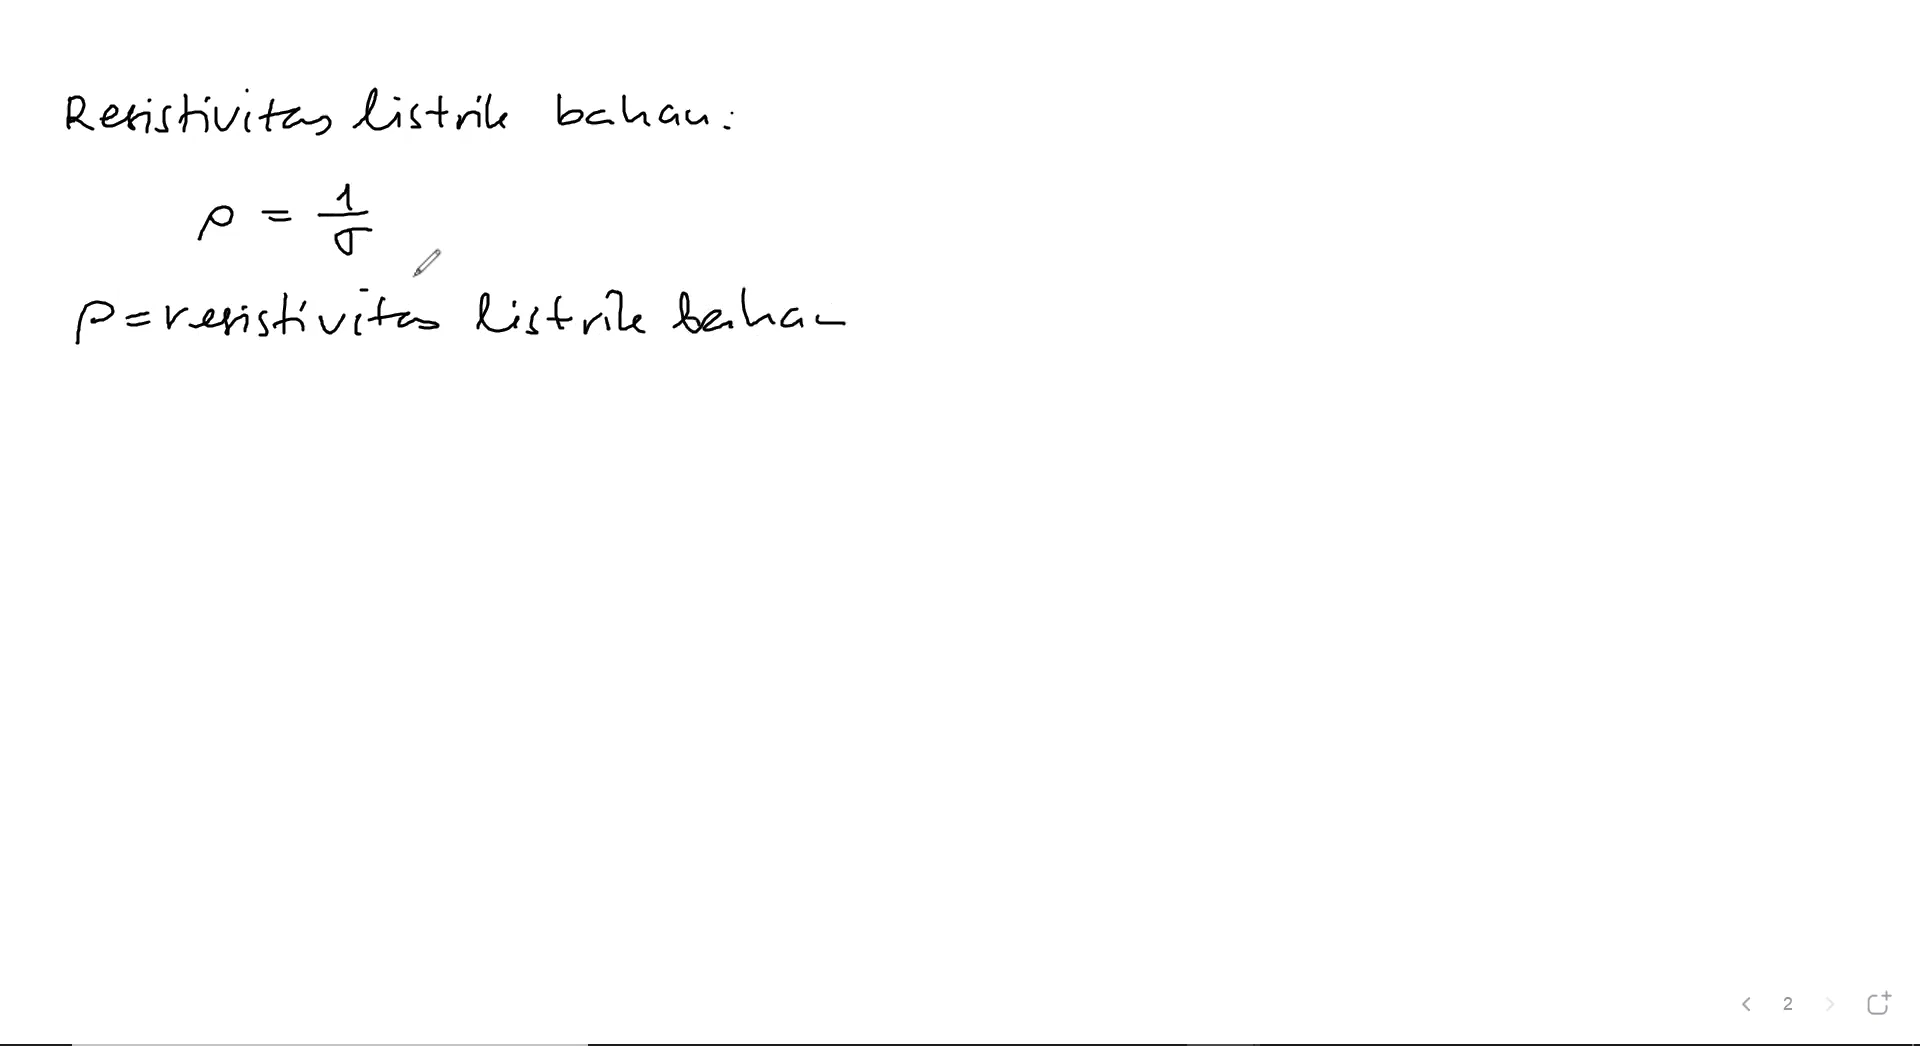 Resistivitas listrik bahan:
ρ = 1/σ
ρ = resistivitas listrik bahan
2